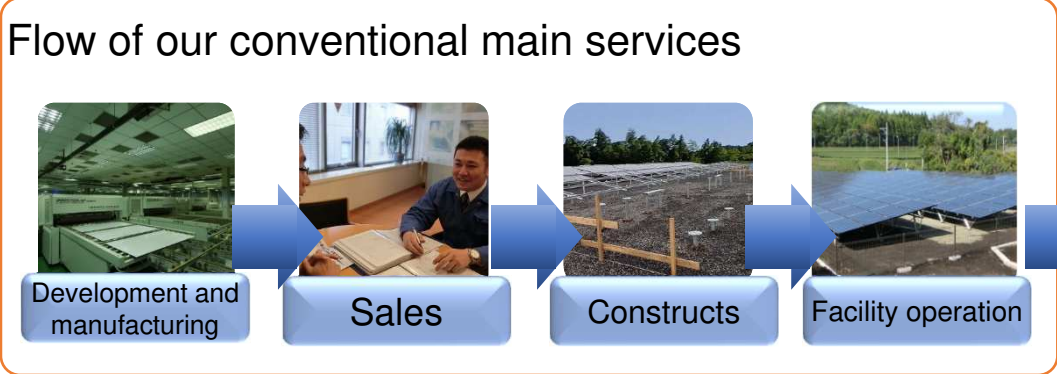 Flow of our conventional main services
Development and
manufacturing
Sales
Constructs
Facility operation